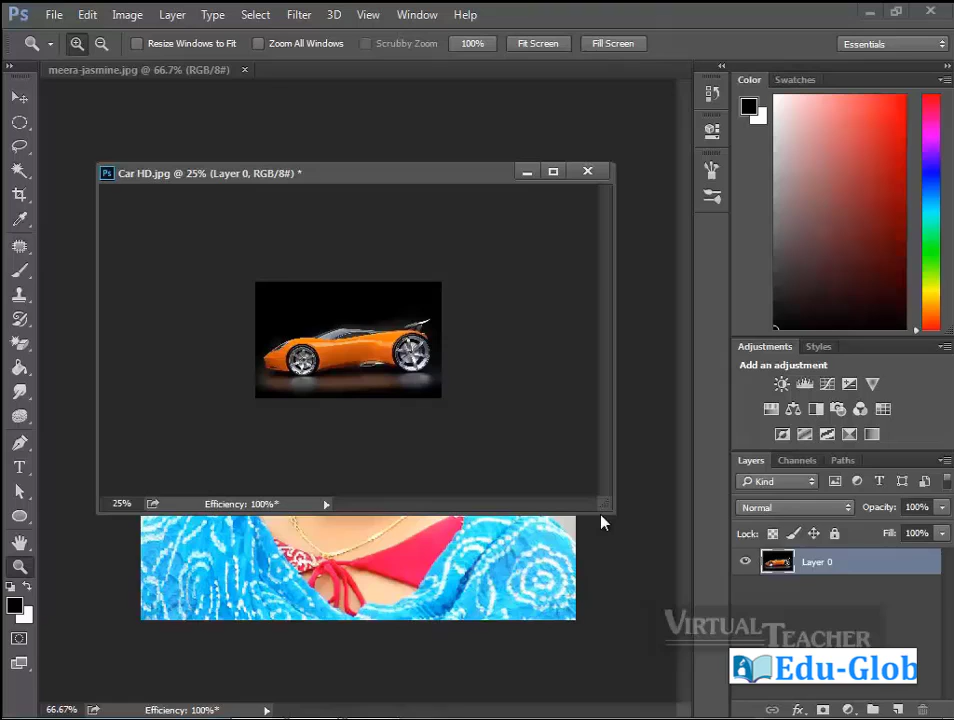 Ps File Edit Image Layer Type Select Filter 3D View Window Help
Resize Windows to Fit Zoom All Windows Scrubby Zoom 100% Fit Screen Fill Screen Essentials
meera-jasmine.jpg @ 66.7% (RGB/8#) ×
Color Swatches
Ps Car HD.jpg @ 25% (Layer 0, RGB/8#) *
Adjustments Styles
Add an adjustment
Layers Channels Paths
Kind
25% Efficiency: 100%*
Normal Opacity: 100%
Lock: Fill: 100%
Layer 0
T
VIRTUAL TEACHER
Edu-Glob
66.67% Efficiency: 100%*
fx